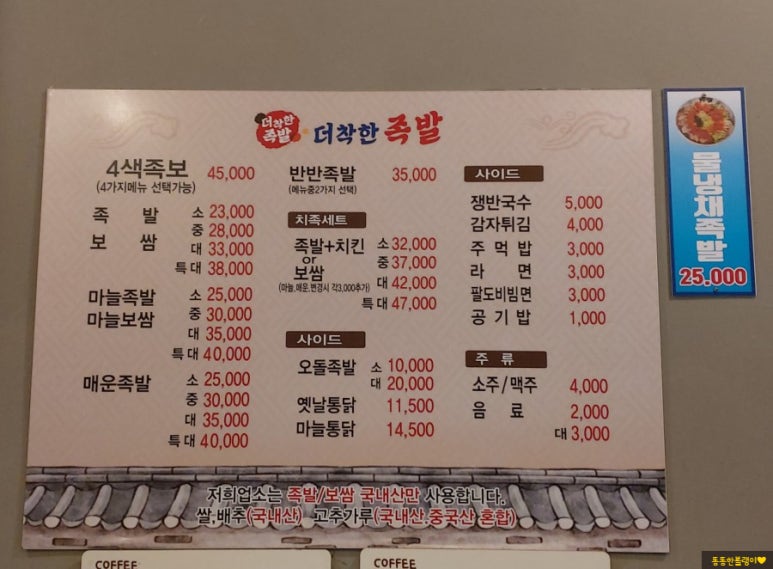 더착한
족발
더착한 족발
4색족보 45,000
(4가지메뉴 선택가능)
족 발 소 23,000
중 28,000
보 쌈 대 33,000
특대 38,000
마늘족발 소 25,000
마늘보쌈 중 30,000
대 35,000
특대 40,000
매운족발 소 25,000
중 30,000
대 35,000
특대 40,000
반반족발 35,000
(메뉴중2가지 선택)
치족세트
족발+치킨 소 32,000
or 중 37,000
보쌈 대 42,000
(마늘,매운,변경시 각3,000추가)
특대 47,000
사이드
오돌족발 소 10,000
대 20,000
옛날통닭 11,500
마늘통닭 14,500
사이드
쟁반국수 5,000
감자튀김 4,000
주 먹 밥 3,000
라 면 3,000
팔도비빔면 3,000
공 기 밥 1,000
주 류
소주/맥주 4,000
음 료 2,000
대 3,000
저희업소는 족발/보쌈 국내산만 사용합니다.
쌀,배추(국내산) 고추가루(국내산.중국산 혼합)
물냉채족발
25.000
COFFEE
COFFEE
통통한볼랭이♥